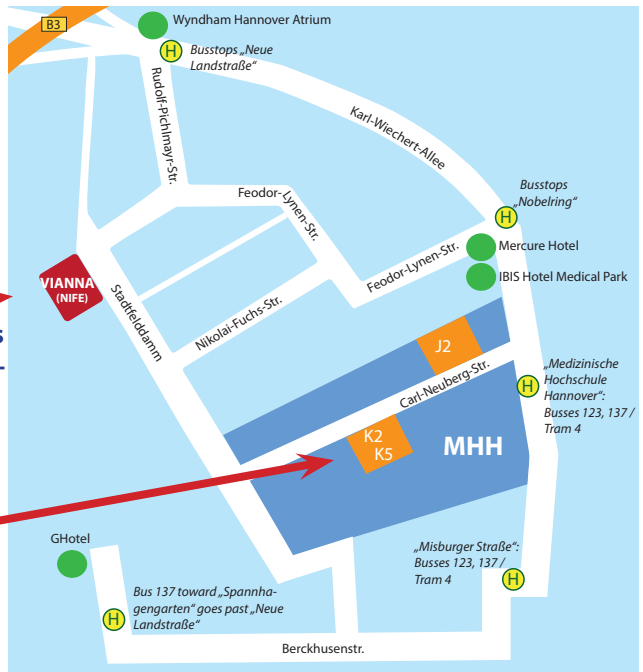 B3
Wyndham Hannover Atrium
H
Busstops „Neue
Landstraße“
Rudolf-Pichlmayr-Str.
Karl-Wiechert-Allee
Feodor-Lynen-Str.
Busstops
„Nobelring“
H
Mercure Hotel
Feodor-Lynen-Str.
IBIS Hotel Medical Park
VIANNA
(NIFE)
Stadtfelddamm
Nikolai-Fuchs-Str.
s
-
J2
Carl-Neuberg-Str.
H
„Medizinische
Hochschule
Hannover“:
Busses 123, 137 /
Tram 4
K2
K5
MHH
GHotel
„Misburger Straße“:
Busses 123, 137 /
Tram 4
H
H
Bus 137 toward „Spannha-
gengarten“ goes past „Neue
Landstraße“
Berckhusenstr.